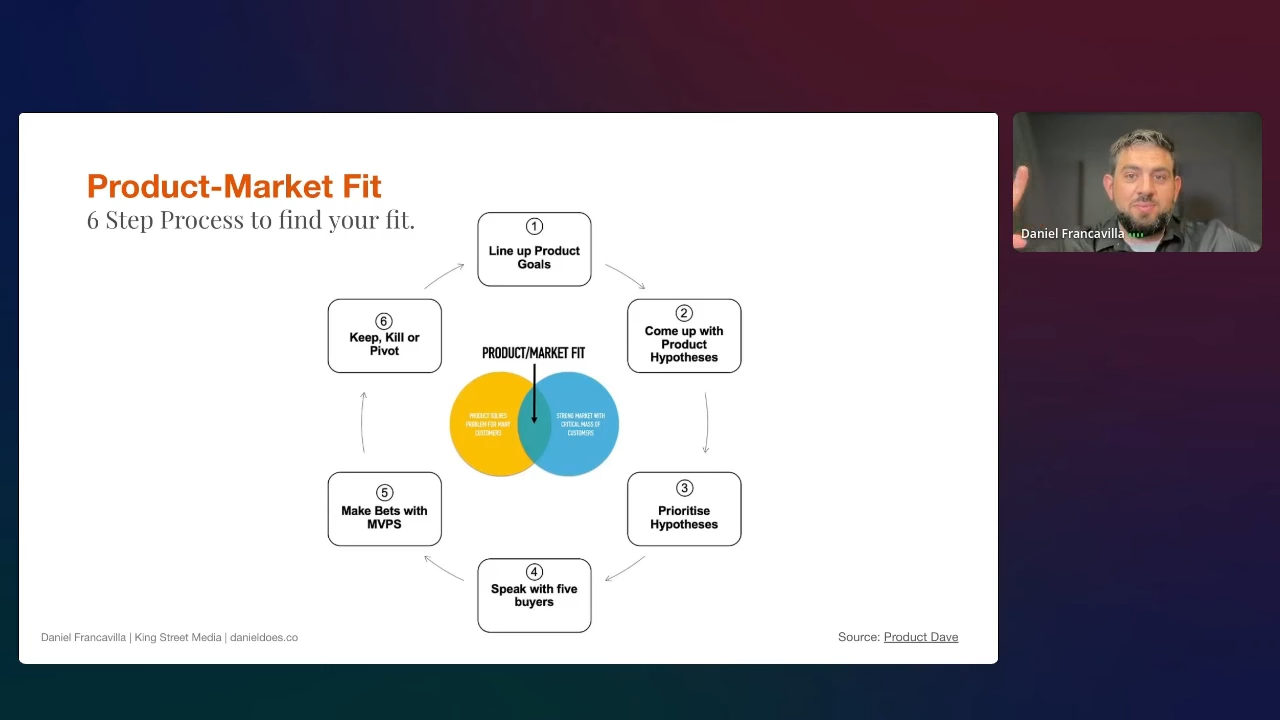 Product-Market Fit
6 Step Process to find your fit.
1
Line up Product
Goals
2
Come up with
Product
Hypotheses
3
Prioritise
Hypotheses
4
Speak with five
buyers
5
Make Bets with
MVPS
6
Keep, Kill or
Pivot
PRODUCT/MARKET FIT
PRODUCT SOLVES
PROBLEM FOR MANY
CUSTOMERS
STRONG MARKET WITH
CRITICAL MASS OF
CUSTOMERS
Daniel Francavilla | King Street Media | danieldoes.co
Source: Product Dave
Daniel Francavilla